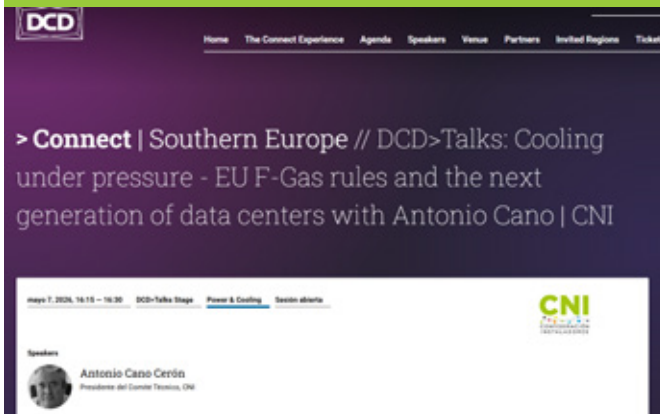 DCD
Home The Connect Experience Agenda Speakers Venue Partners Invited Regions Ticket
> Connect | Southern Europe // DCD>Talks: Cooling
under pressure - EU F-Gas rules and the next
generation of data centers with Antonio Cano | CNI
mayo 7, 2026, 16:15 — 16:30 DCD>Talks Stage Power & Cooling Sesión abierta
CNI
CONFEDERACIÓN
INSTALADORES
Speakers
Antonio Cano Cerón
Presidente del Comité Técnico, CNI